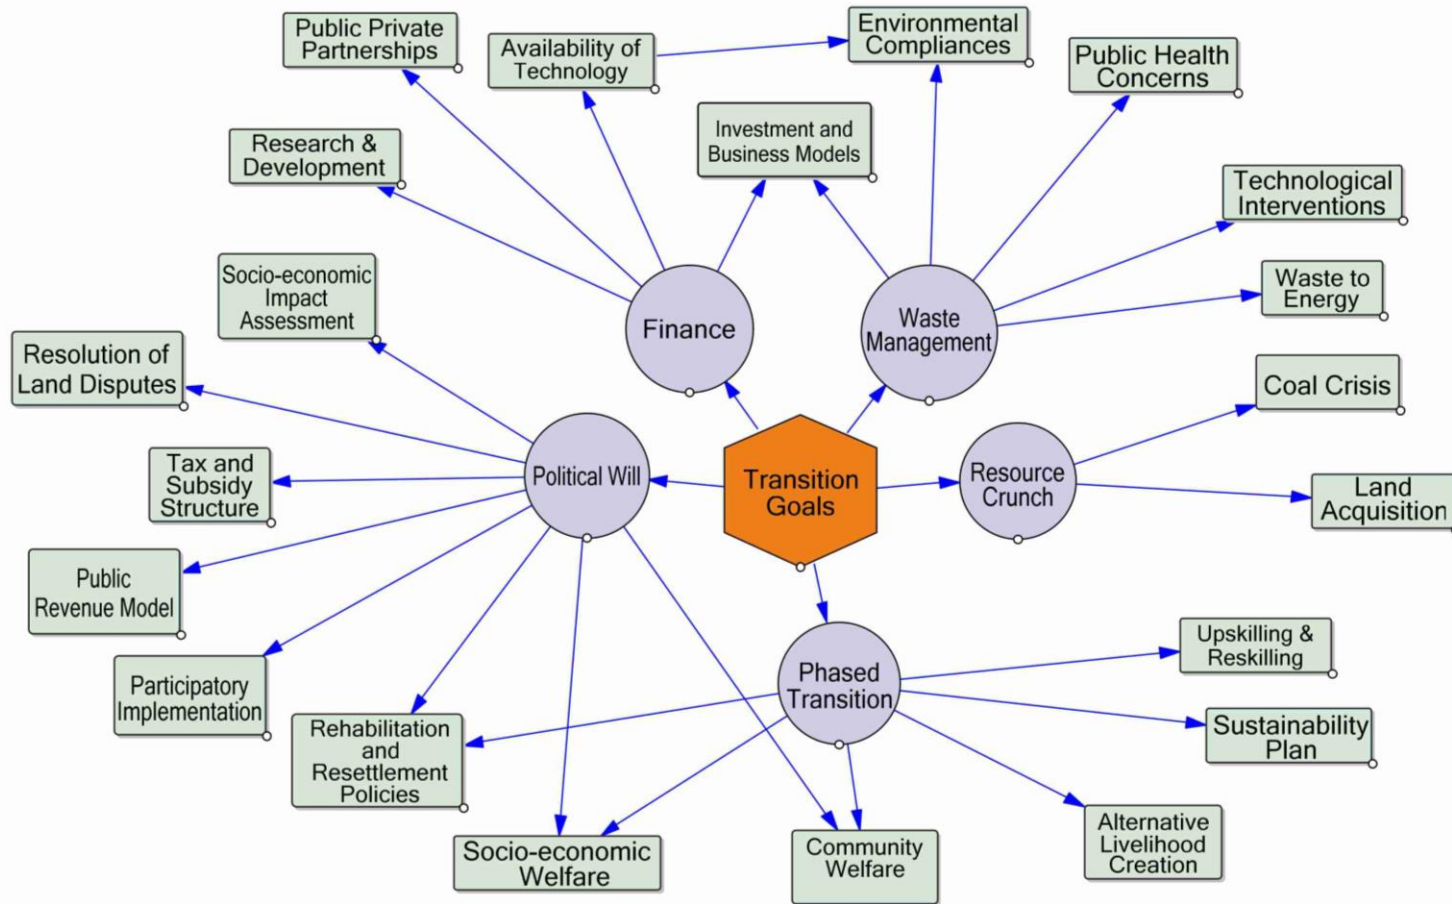 Public Private
Partnerships
Availability of
Technology
Environmental
Compliances
Public Health
Concerns
Research &
Development
Investment and
Business Models
Technological
Interventions
Socio-economic
Impact
Assessment
Waste to
Energy
Finance
Waste
Management
Resolution of
Land Disputes
Coal Crisis
Political Will
Transition
Goals
Resource
Crunch
Tax and
Subsidy
Structure
Land
Acquisition
Public
Revenue Model
Participatory
Implementation
Phased
Transition
Upskilling &
Reskilling
Rehabilitation
and
Resettlement
Policies
Sustainability
Plan
Socio-economic
Welfare
Community
Welfare
Alternative
Livelihood
Creation